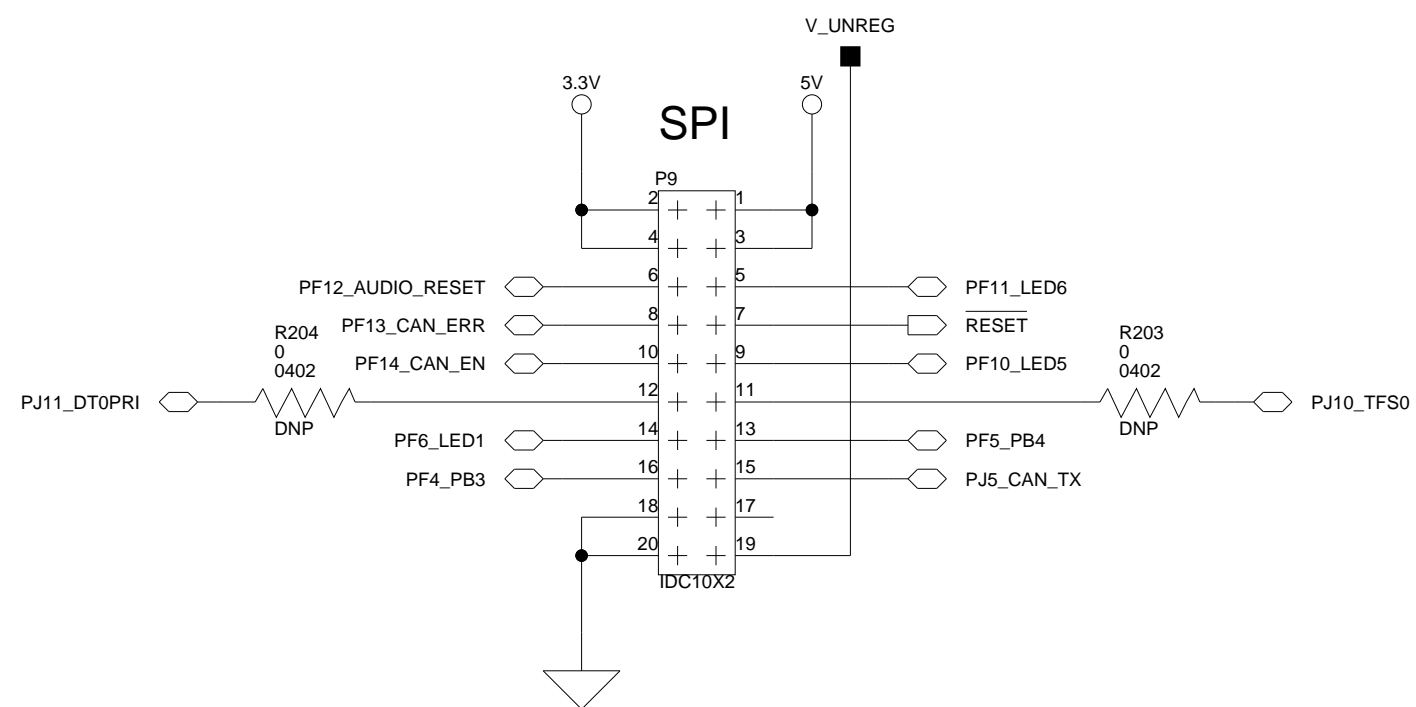 V_UNREG
3.3V
5V
SPI
P9
2 1
4 3
PF12_AUDIO_RESET 6 5 PF11_LED6
PF13_CAN_ERR 8 7 RESET
R204
0
0402
R203
0
0402
PF14_CAN_EN 10 9 PF10_LED5
PJ11_DT0PRI 12 11 PJ10_TFS0
DNP
DNP
PF6_LED1 14 13 PF5_PB4
PF4_PB3 16 15 PJ5_CAN_TX
18 17
20 19
IDC10X2